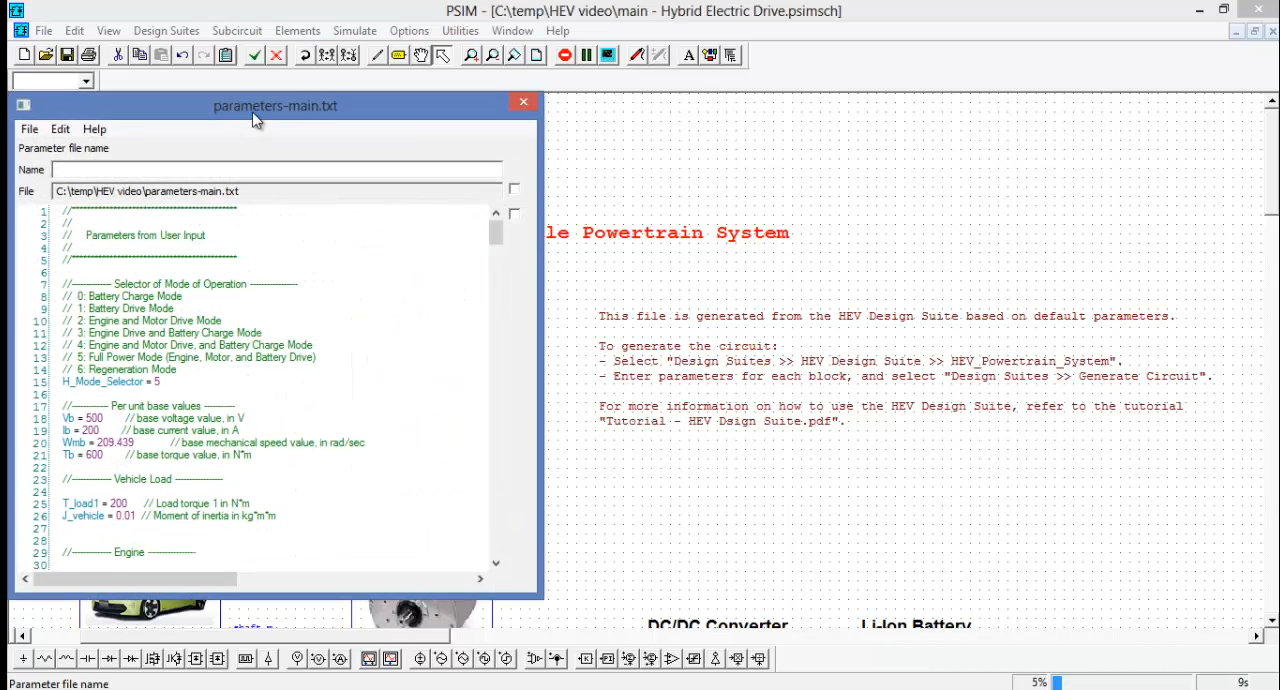 PSIM - [C:\temp\HEV video\main - Hybrid Electric Drive.psimsch]
File Edit View Design Suites Subcircuit Elements Simulate Options Utilities Window Help
parameters-main.txt
File Edit Help
Parameter file name
Name
File C:\temp\HEV video\parameters-main.txt
1 //**********************************************
2 //
3 // Parameters from User Input
4 //
5 //**********************************************
6
7 //------------ Selector of Mode of Operation ---------------
8 // 0: Battery Charge Mode
9 // 1: Battery Drive Mode
10 // 2: Engine and Motor Drive Mode
11 // 3: Engine Drive and Battery Charge Mode
12 // 4: Engine and Motor Drive, and Battery Charge Mode
13 // 5: Full Power Mode (Engine, Motor, and Battery Drive)
14 // 6: Regeneration Mode
15 H_Mode_Selector = 5
16
17 //------------ Per unit base values ----------
18 Vb = 500 // base voltage value, in V
19 Ib = 200 // base current value, in A
20 Wmb = 209.439 // base mechanical speed value, in rad/sec
21 Tb = 600 // base torque value, in N*m
22
23 //------------ Vehicle Load ---------------
24
25 T_load1 = 200 // Load torque 1 in N*m
26 J_vehicle = 0.01 // Moment of inertia in kg*m*m
27
28
29 //------------ Engine ---------------
30
le Powertrain System
This file is generated from the HEV Design Suite based on default parameters.
To generate the circuit:
- Select "Design Suites >> HEV Design Suite >> HEV_Powertrain_System".
- Enter parameters for each block, and select "Design Suites >> Generate Circuit".
For more information on how to use the HEV Design Suite, refer to the tutorial
"Tutorial - HEV Dsign Suite.pdf".
DC/DC Converter Li-Ion Battery
Parameter file name
5% 9s